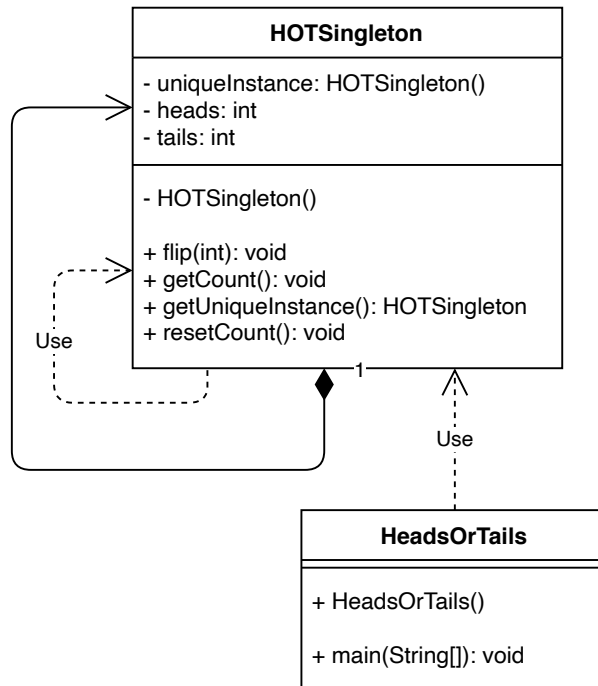 HOTSingleton
- uniqueInstance: HOTSingleton()
- heads: int
- tails: int
- HOTSingleton()
+ flip(int): void
+ getCount(): void
+ getUniqueInstance(): HOTSingleton
+ resetCount(): void
Use
1
Use
HeadsOrTails
+ HeadsOrTails()
+ main(String[]): void